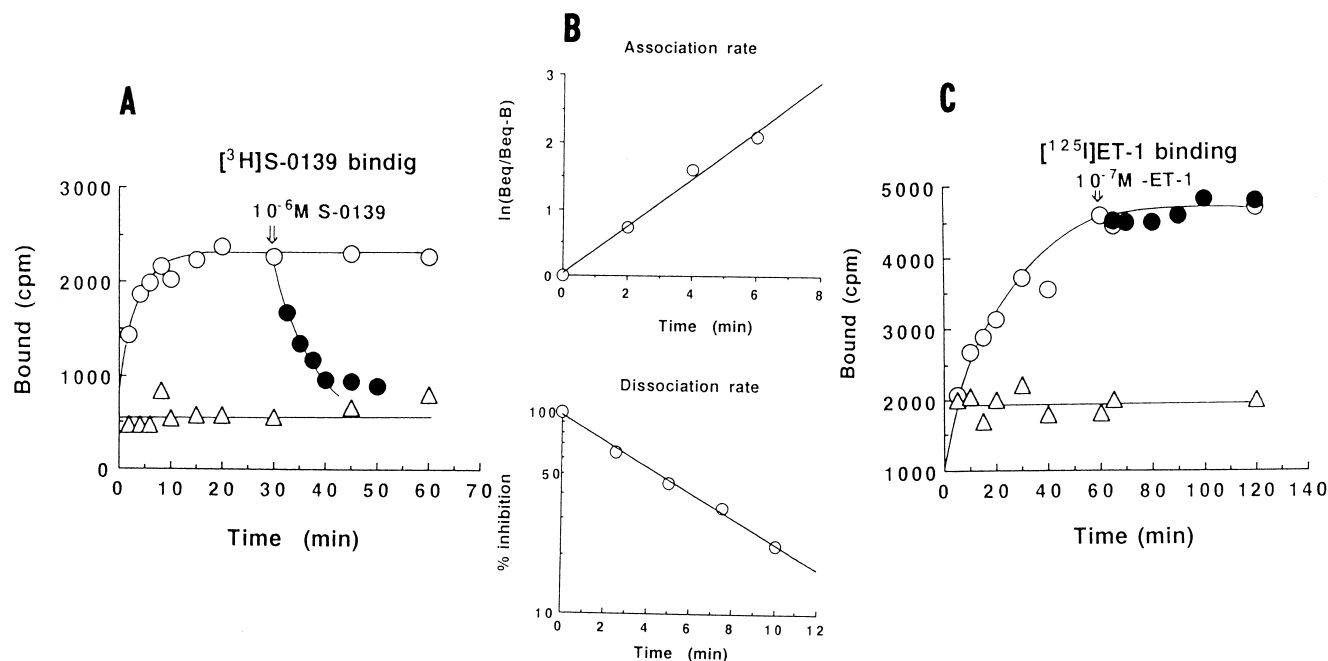 A
[³H]S-0139 bindig
10⁻⁶M S-0139
⇓
3000
2000
1000
0
Bound (cpm)
0 10 20 30 40 50 60 70
Time (min)
B
Association rate
3
2
1
0
ln(Beq/Beq-B)
0 2 4 6 8
Time (min)
Dissociation rate
100
50
10
% inhibition
0 2 4 6 8 10 12
Time (min)
C
[¹²⁵I]ET-1 binding
10⁻⁷M -ET-1
⇓
5000
4000
3000
2000
1000
Bound (cpm)
0 20 40 60 80 100 120 140
Time (min)